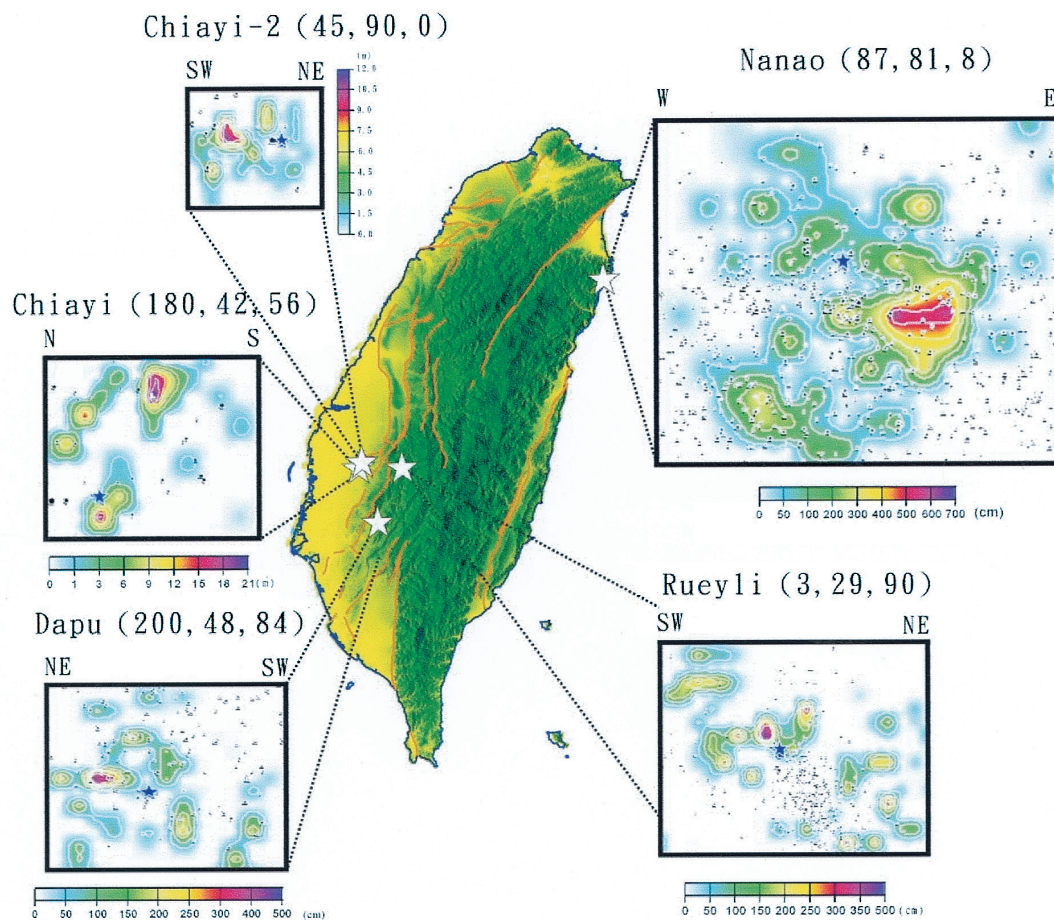 Chiayi-2 (45,90,0)
SW NE
(m)
12.0
10.5
9.0
7.5
6.0
4.5
3.0
1.5
0.0
Nanao (87,81,8)
W E
0 50 100 200 300 400 500 600 700 (cm)
Chiayi (180,42,56)
N S
0 1 3 6 9 12 15 18 21(m)
Dapu (200,48,84)
NE SW
0 50 100 150 200 250 300 400 500 (cm)
Rueyli (3,29,90)
SW NE
0 50 100 150 200 250 300 350 500 (cm)